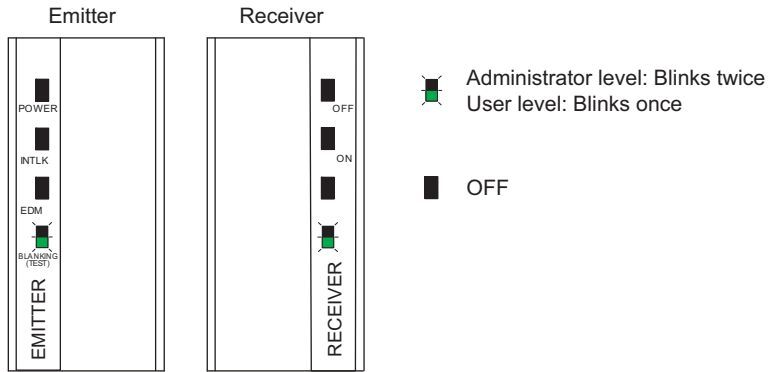 Emitter
Receiver
POWER
INTLK
EDM
BLANKING
(TEST)
EMITTER
OFF
ON
RECEIVER
Administrator level: Blinks twice
User level: Blinks once
OFF